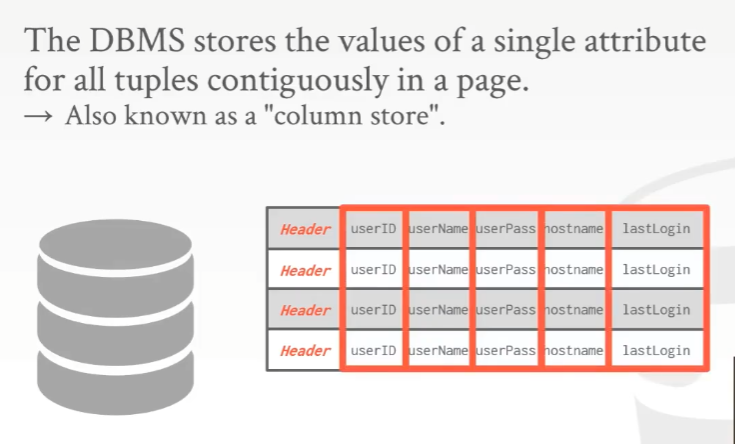 The DBMS stores the values of a single attribute
for all tuples contiguously in a page.
→ Also known as a "column store".
Header userID userName userPass hostname lastLogin
Header userID userName userPass hostname lastLogin
Header userID userName userPass hostname lastLogin
Header userID userName userPass hostname lastLogin